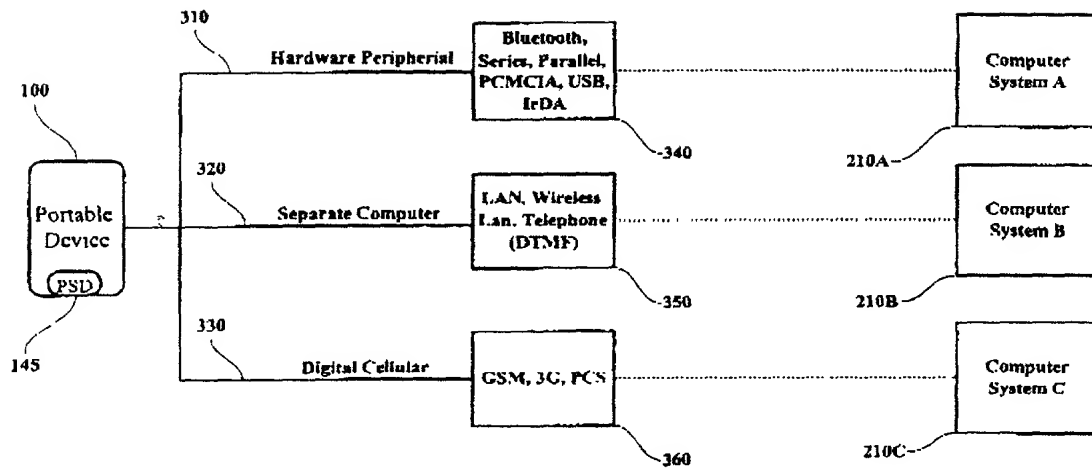 310
Hardware Peripherial
Bluetooth,
Series, Parallel,
PCMCIA, USB,
IrDA
Computer
System A
100
340
210A
Portable
Device
PSD
320
Separate Computer
LAN, Wireless
Lan, Telephone
(DTMF)
Computer
System B
350
210B
145
330
Digital Cellular
GSM, 3G, PCS
Computer
System C
360
210C